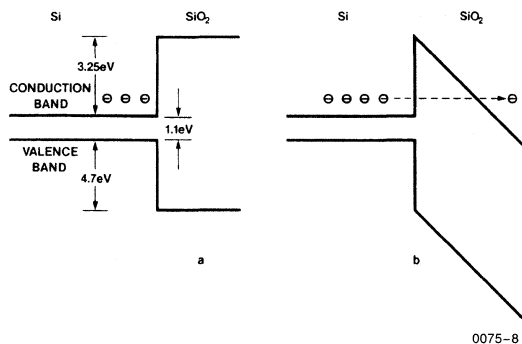 Si SiO2 Si SiO2
3.25eV
CONDUCTION
BAND
1.1eV
VALENCE
BAND
4.7eV
a b
0075–8